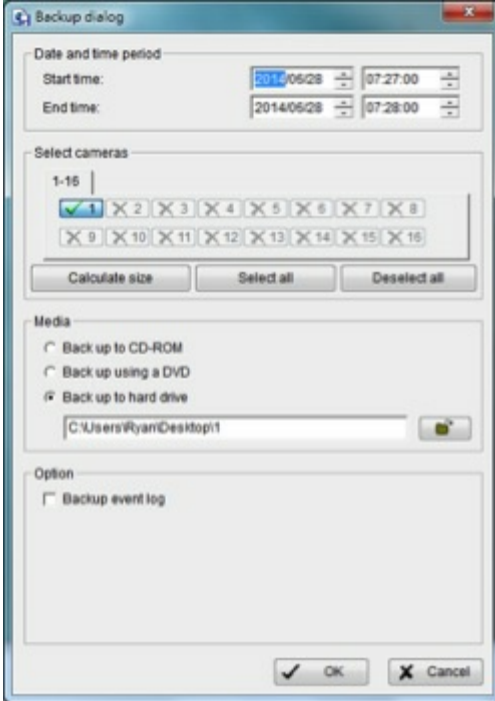 Backup dialog
Date and time period
Start time: 2014/06/28 07:27:00
End time: 2014/06/28 07:28:00
Select cameras
1-16
1 2 3 4 5 6 7 8
9 10 11 12 13 14 15 16
Calculate size Select all Deselect all
Media
Back up to CD-ROM
Back up using a DVD
Back up to hard drive
C:\Users\Ryan\Desktop\1
Option
Backup event log
OK Cancel